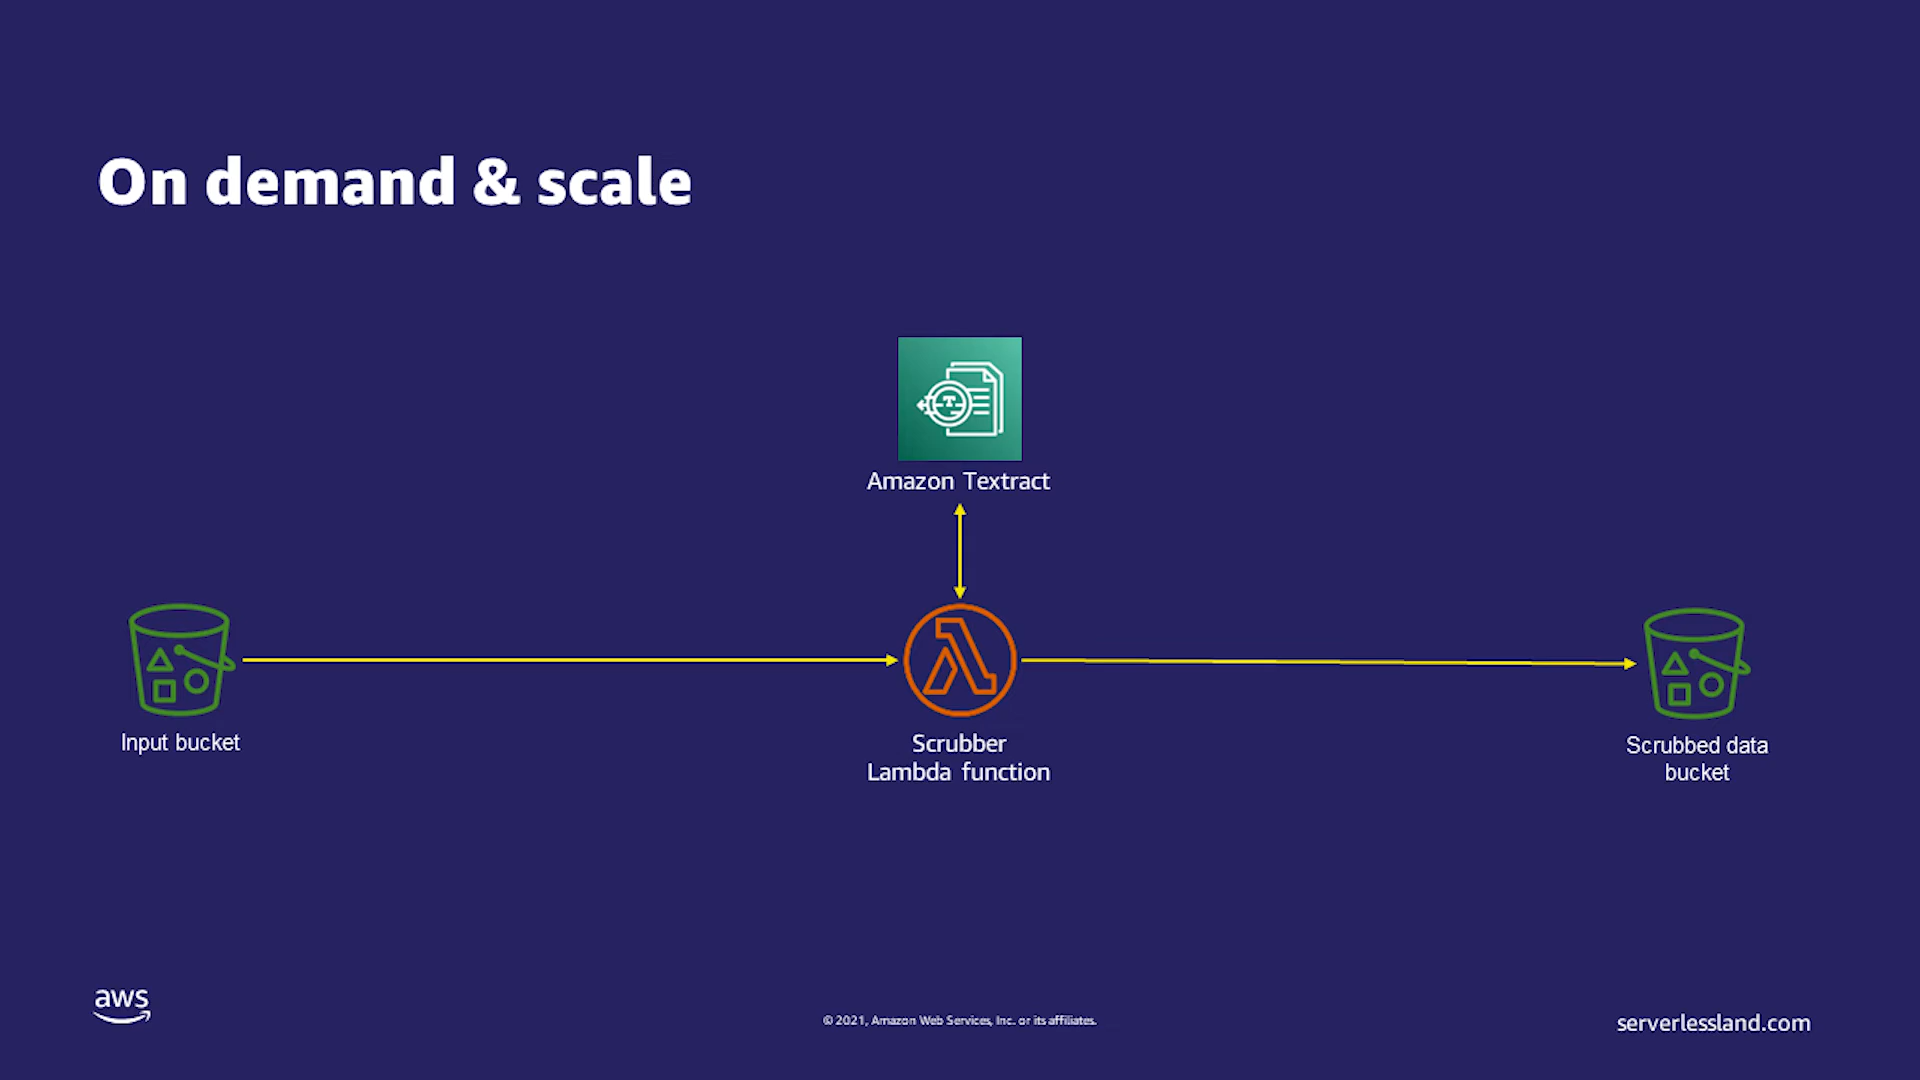 On demand & scale
Amazon Textract
Input bucket
Scrubber
Lambda function
Scrubbed data
bucket
aws
© 2021, Amazon Web Services, Inc. or its affiliates.
serverlessland.com